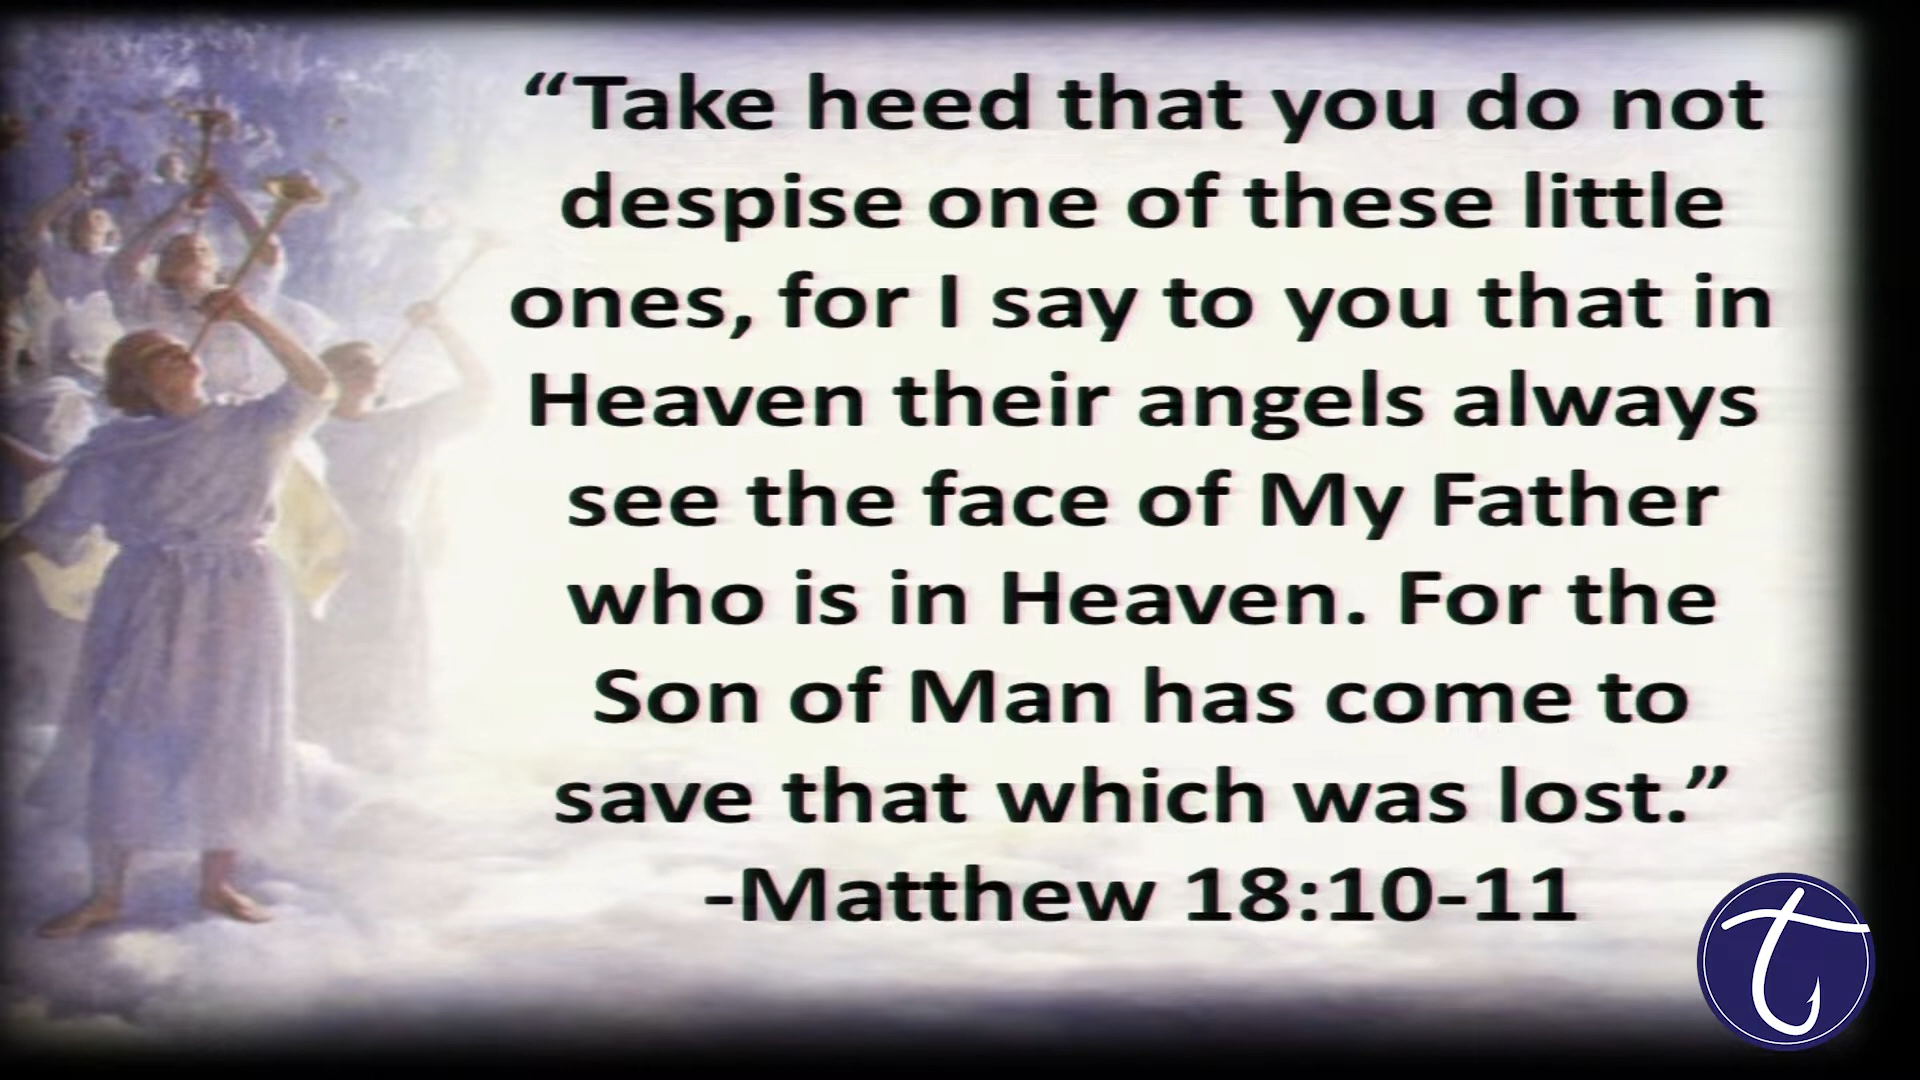 “Take heed that you do not
despise one of these little
ones, for I say to you that in
Heaven their angels always
see the face of My Father
who is in Heaven. For the
Son of Man has come to
save that which was lost.”
-Matthew 18:10-11